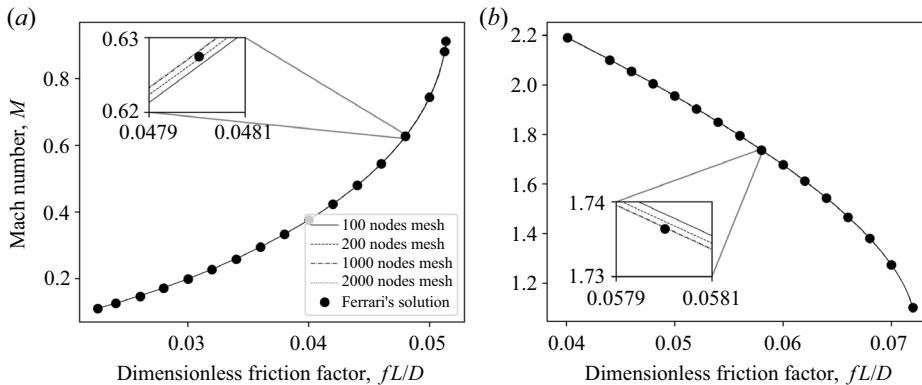 (a)
0.63
0.62
0.0479
0.0481
0.8
0.6
0.4
0.2
Mach number, M
100 nodes mesh
200 nodes mesh
1000 nodes mesh
2000 nodes mesh
Ferrari's solution
0.03
0.04
0.05
Dimensionless friction factor, fL/D
(b)
2.2
2.0
1.8
1.6
1.4
1.2
1.74
1.73
0.0579
0.0581
0.04
0.05
0.06
0.07
Dimensionless friction factor, fL/D